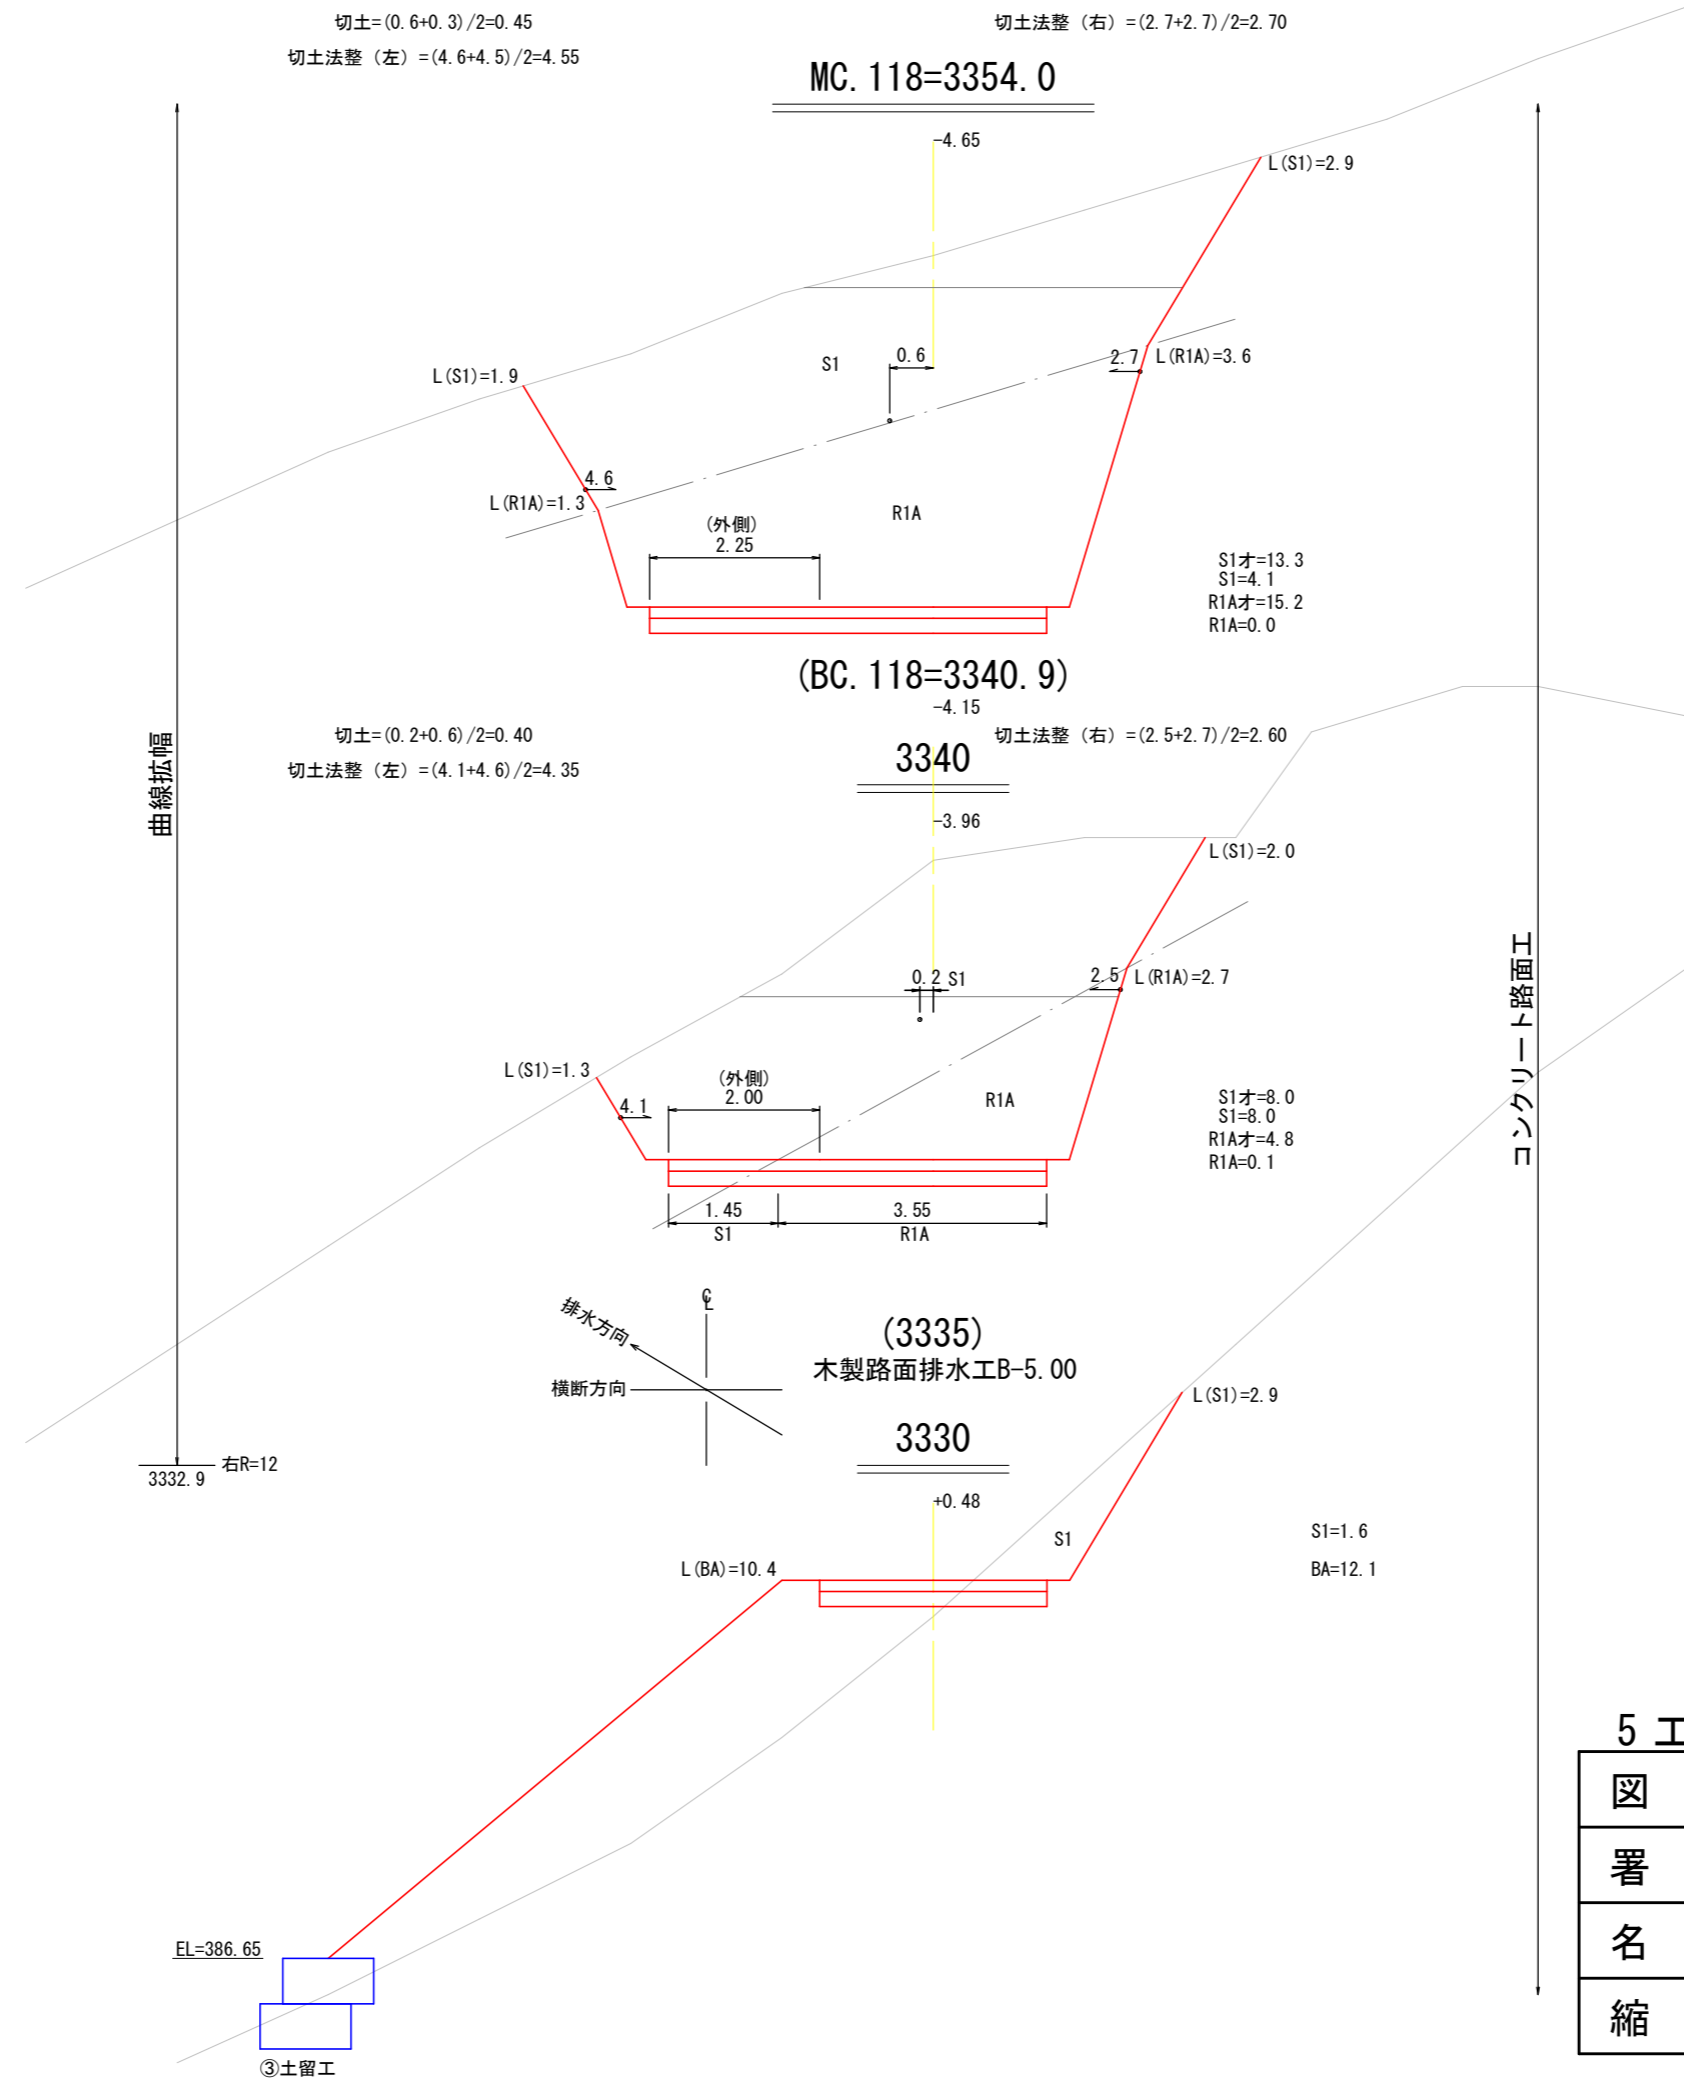 切土=(0.6+0.3)/2=0.45
切土法整（右）=(2.7+2.7)/2=2.70
切土法整（左）=(4.6+4.5)/2=4.55
MC.118=3354.0
-4.65
L(S1)=2.9
S1
0.6
2.7
L(R1A)=3.6
L(S1)=1.9
4.6
L(R1A)=1.3
R1A
(外側)
2.25
S1オ=13.3
S1=4.1
R1Aオ=15.2
R1A=0.0
(BC.118=3340.9)
-4.15
切土=(0.2+0.6)/2=0.40
切土法整（右）=(2.5+2.7)/2=2.60
切土法整（左）=(4.1+4.6)/2=4.35
3340
曲線拡幅
-3.96
L(S1)=2.0
0.2
S1
2.5
L(R1A)=2.7
コンクリート路面工
L(S1)=1.3
4.1
(外側)
2.00
R1A
S1オ=8.0
S1=8.0
R1Aオ=4.8
R1A=0.1
1.45
3.55
S1
R1A
CL
排水方向
横断方向
(3335)
木製路面排水工B-5.00
L(S1)=2.9
3330
右R=12
3332.9
+0.48
S1
S1=1.6
L(BA)=10.4
BA=12.1
5 工
図
署
名
縮
EL=386.65
③土留工